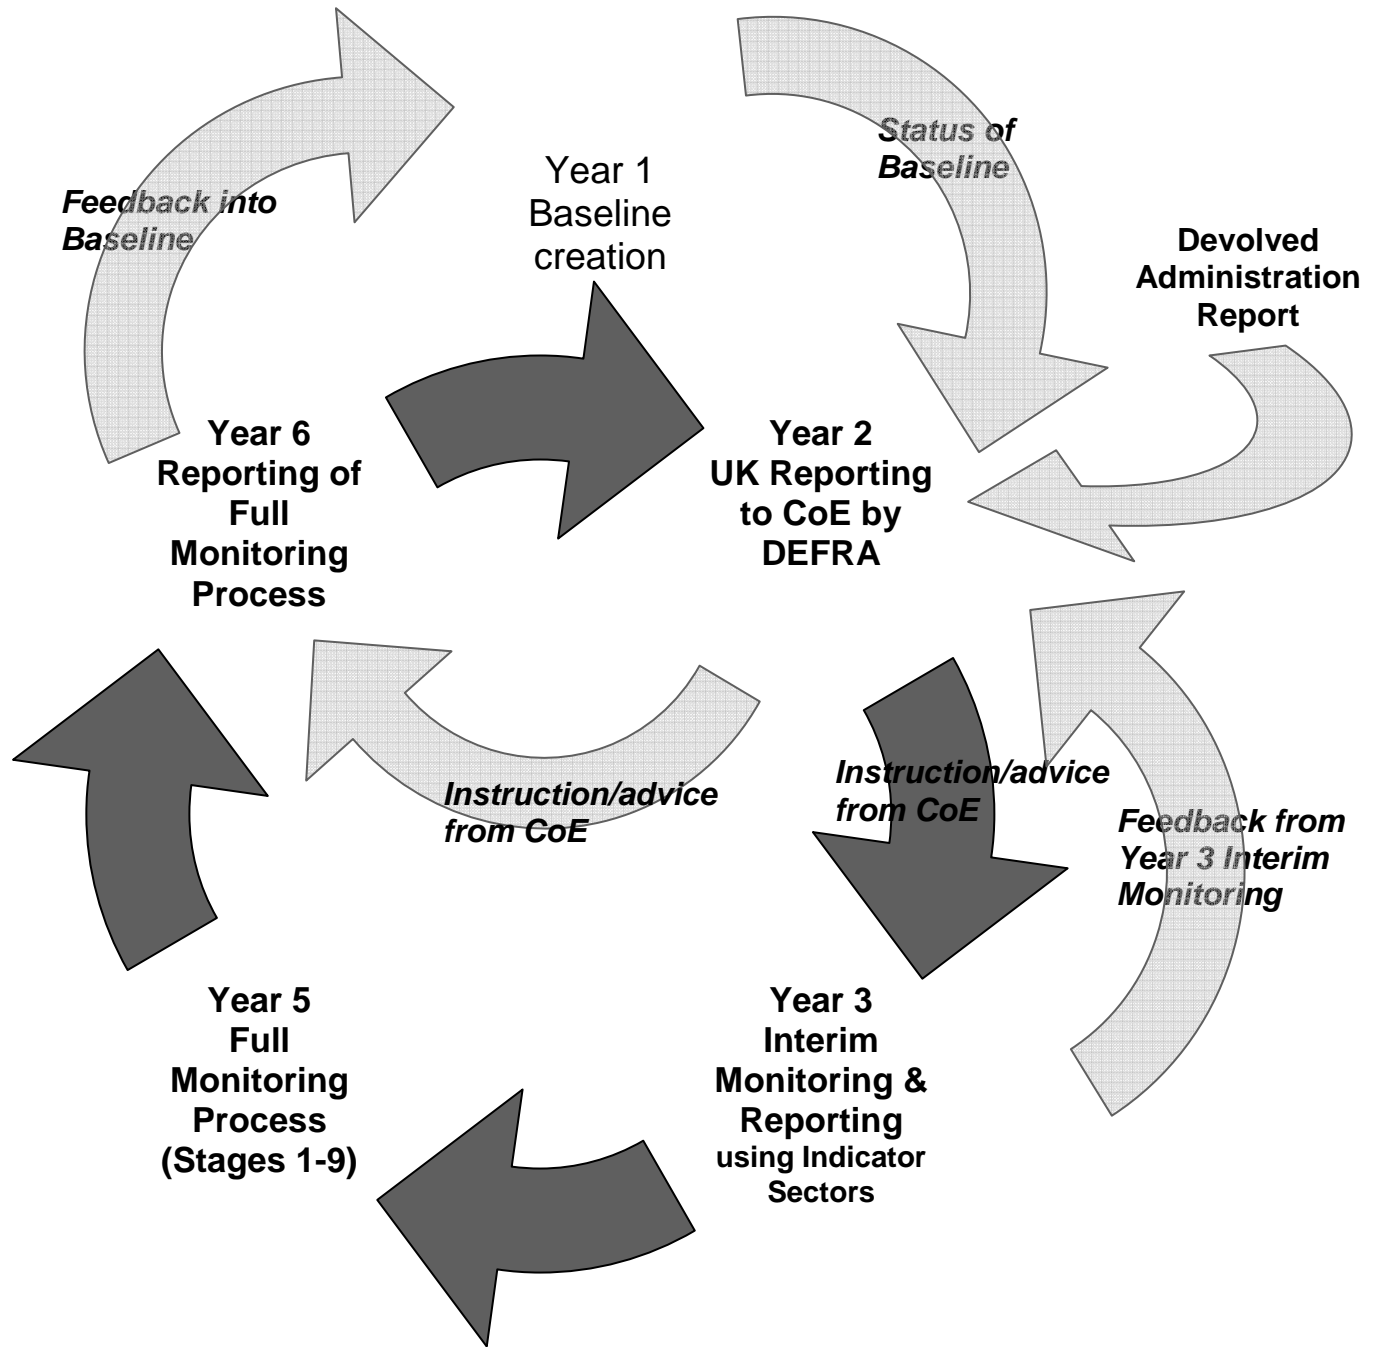 Year 1
Baseline
creation
Status of
Baseline
Feedback into
Baseline
Devolved
Administration
Report
Year 6
Reporting of
Full
Monitoring
Process
Year 2
UK Reporting
to CoE by
DEFRA
Instruction/advice
from CoE
Instruction/advice
from CoE
Feedback from
Year 3 Interim
Monitoring
Year 5
Full
Monitoring
Process
(Stages 1-9)
Year 3
Interim
Monitoring &
Reporting
using Indicator
Sectors